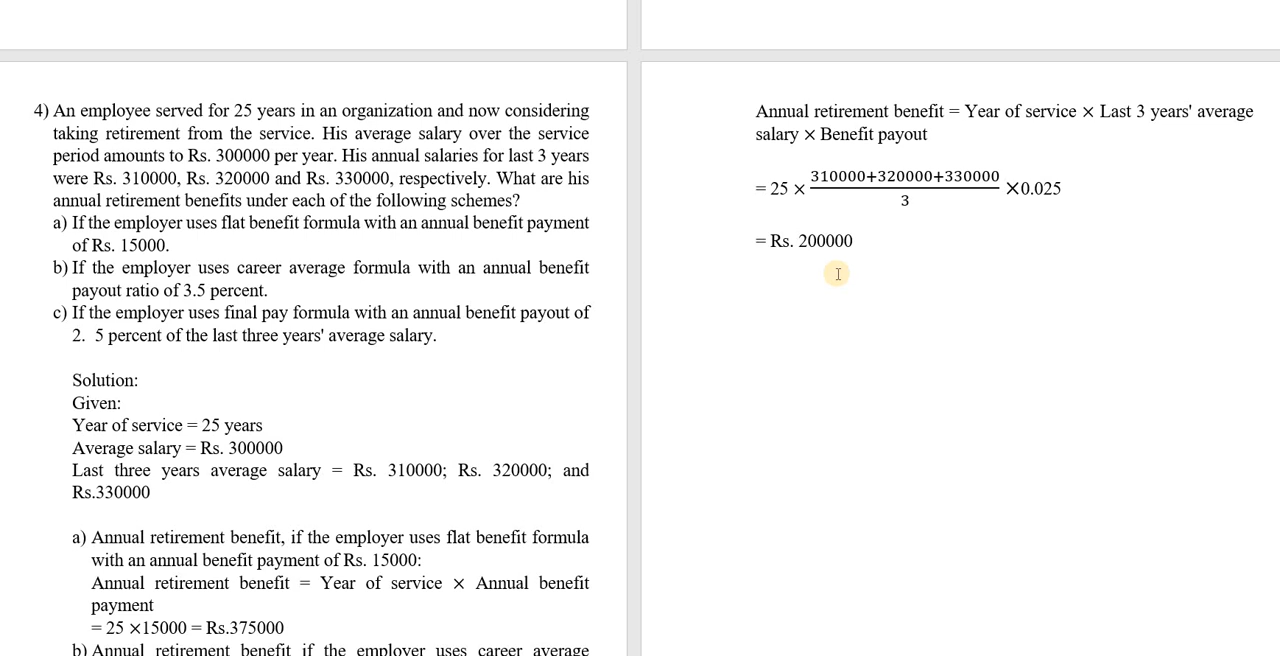 4) An employee served for 25 years in an organization and now considering
taking retirement from the service. His average salary over the service
period amounts to Rs. 300000 per year. His annual salaries for last 3 years
were Rs. 310000, Rs. 320000 and Rs. 330000, respectively. What are his
annual retirement benefits under each of the following schemes?
a) If the employer uses flat benefit formula with an annual benefit payment
of Rs. 15000.
b) If the employer uses career average formula with an annual benefit
payout ratio of 3.5 percent.
c) If the employer uses final pay formula with an annual benefit payout of
2. 5 percent of the last three years' average salary.
Solution:
Given:
Year of service = 25 years
Average salary = Rs. 300000
Last three years average salary = Rs. 310000; Rs. 320000; and
Rs.330000
a) Annual retirement benefit, if the employer uses flat benefit formula
with an annual benefit payment of Rs. 15000:
Annual retirement benefit = Year of service × Annual benefit
payment
= 25 ×15000 = Rs.375000
b) Annual retirement benefit if the employer uses career average
Annual retirement benefit = Year of service × Last 3 years' average
salary × Benefit payout
= 25 × 310000+320000+330000 / 3 ×0.025
= Rs. 200000